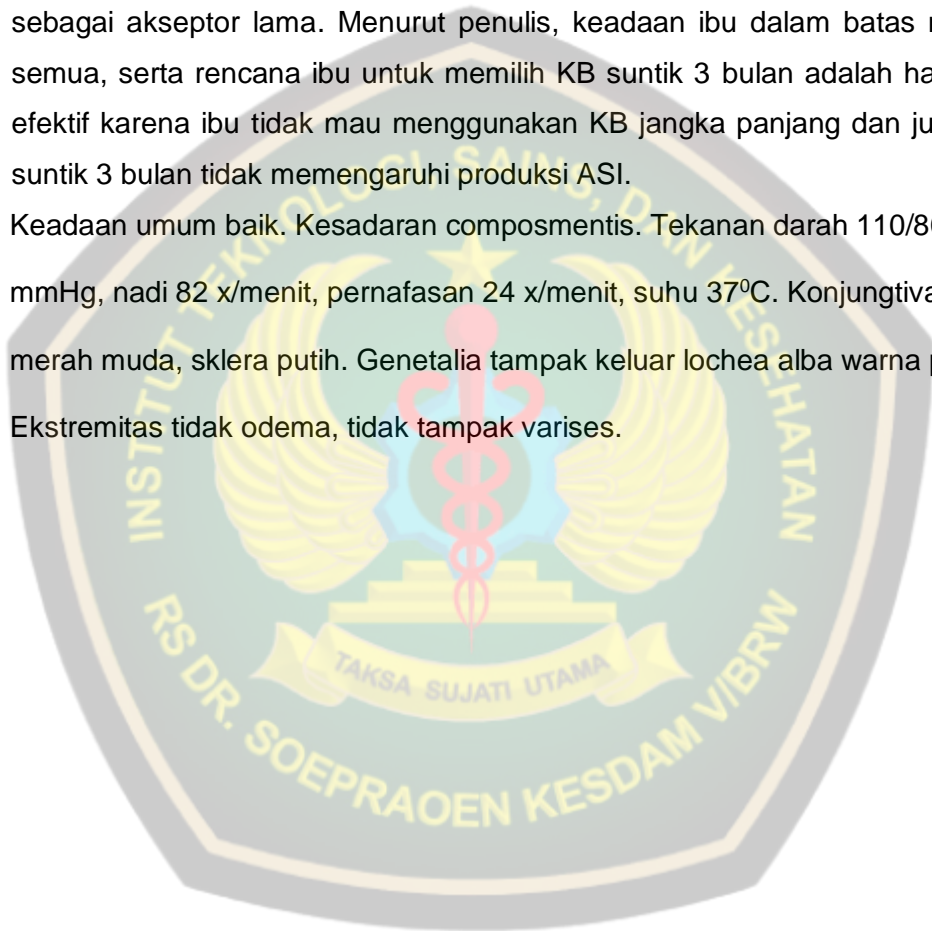 sebagai akseptor lama. Menurut penulis, keadaan ibu dalam batas
semua, serta rencana ibu untuk memilih KB suntik 3 bulan adalah
efektif karena ibu tidak mau menggunakan KB jangka panjang dan
suntik 3 bulan tidak memengaruhi produksi ASI.
Keadaan umum baik. Kesadaran composmentis. Tekanan darah
mmHg, nadi 82 x/menit, pernafasan 24 x/menit, suhu 37⁰C. Konjungtiva
merah muda, sklera putih. Genetalia tampak keluar lochea alba warna
Ekstremitas tidak odema, tidak tampak varises.
INSTITUT TEKNOLOGI, SAINS, DAN KESEHATAN
TAKSA SUJATI UTAMA
RS DR. SOEPRAOEN KESDAM V/BRW